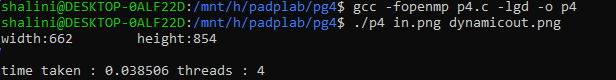 shalini@DESKTOP-0ALF22D:/mnt/h/padplab/pg4$ gcc -fopenmp p4.c -lgd -o p4
shalini@DESKTOP-0ALF22D:/mnt/h/padplab/pg4$ ./p4 in.png dynamicout.png
width:662 height:854
time taken : 0.038506 threads : 4